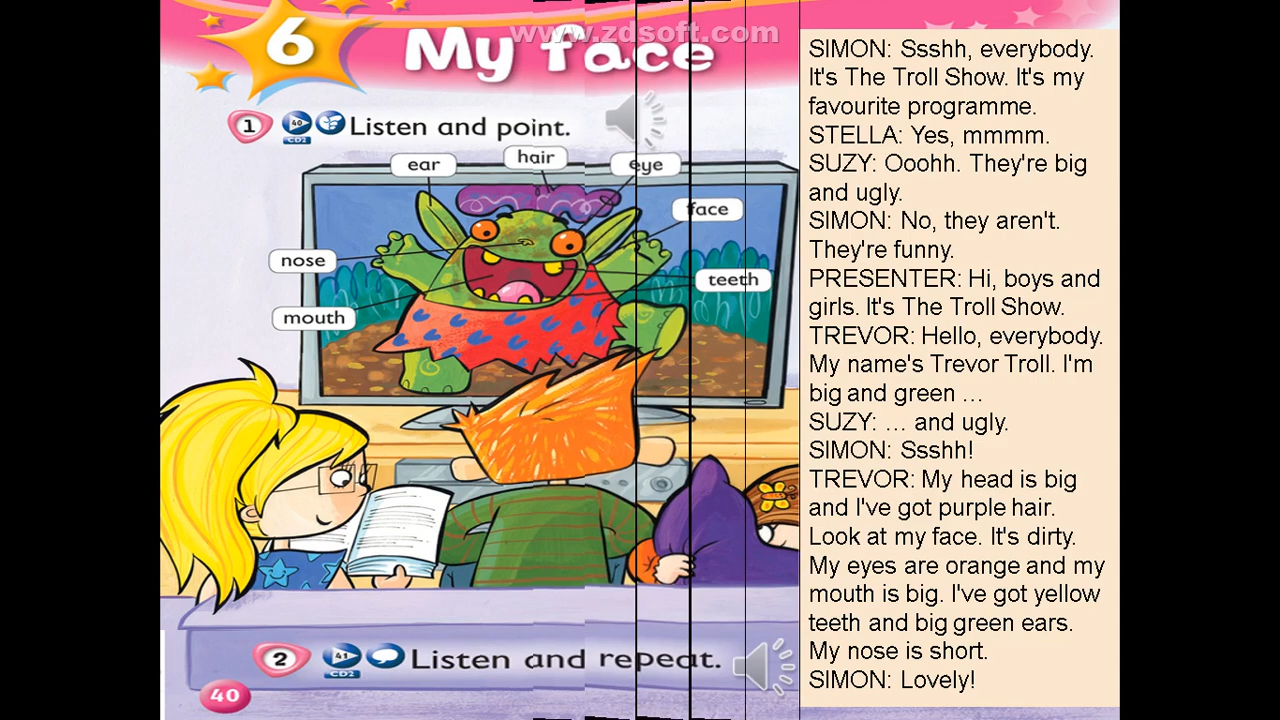 www.zdsoft.com
6 My face
1 40 CD2 Listen and point.
ear
hair
eye
face
nose
teeth
mouth
2 41 CD2 Listen and repeat.
40
SIMON: Ssshh, everybody.
It's The Troll Show. It's my
favourite programme.
STELLA: Yes, mmmm.
SUZY: Ooohh. They're big
and ugly.
SIMON: No, they aren't.
They're funny.
PRESENTER: Hi, boys and
girls. It's The Troll Show.
TREVOR: Hello, everybody.
My name's Trevor Troll. I'm
big and green …
SUZY: … and ugly.
SIMON: Ssshh!
TREVOR: My head is big
and I've got purple hair.
Look at my face. It's dirty.
My eyes are orange and my
mouth is big. I've got yellow
teeth and big green ears.
My nose is short.
SIMON: Lovely!